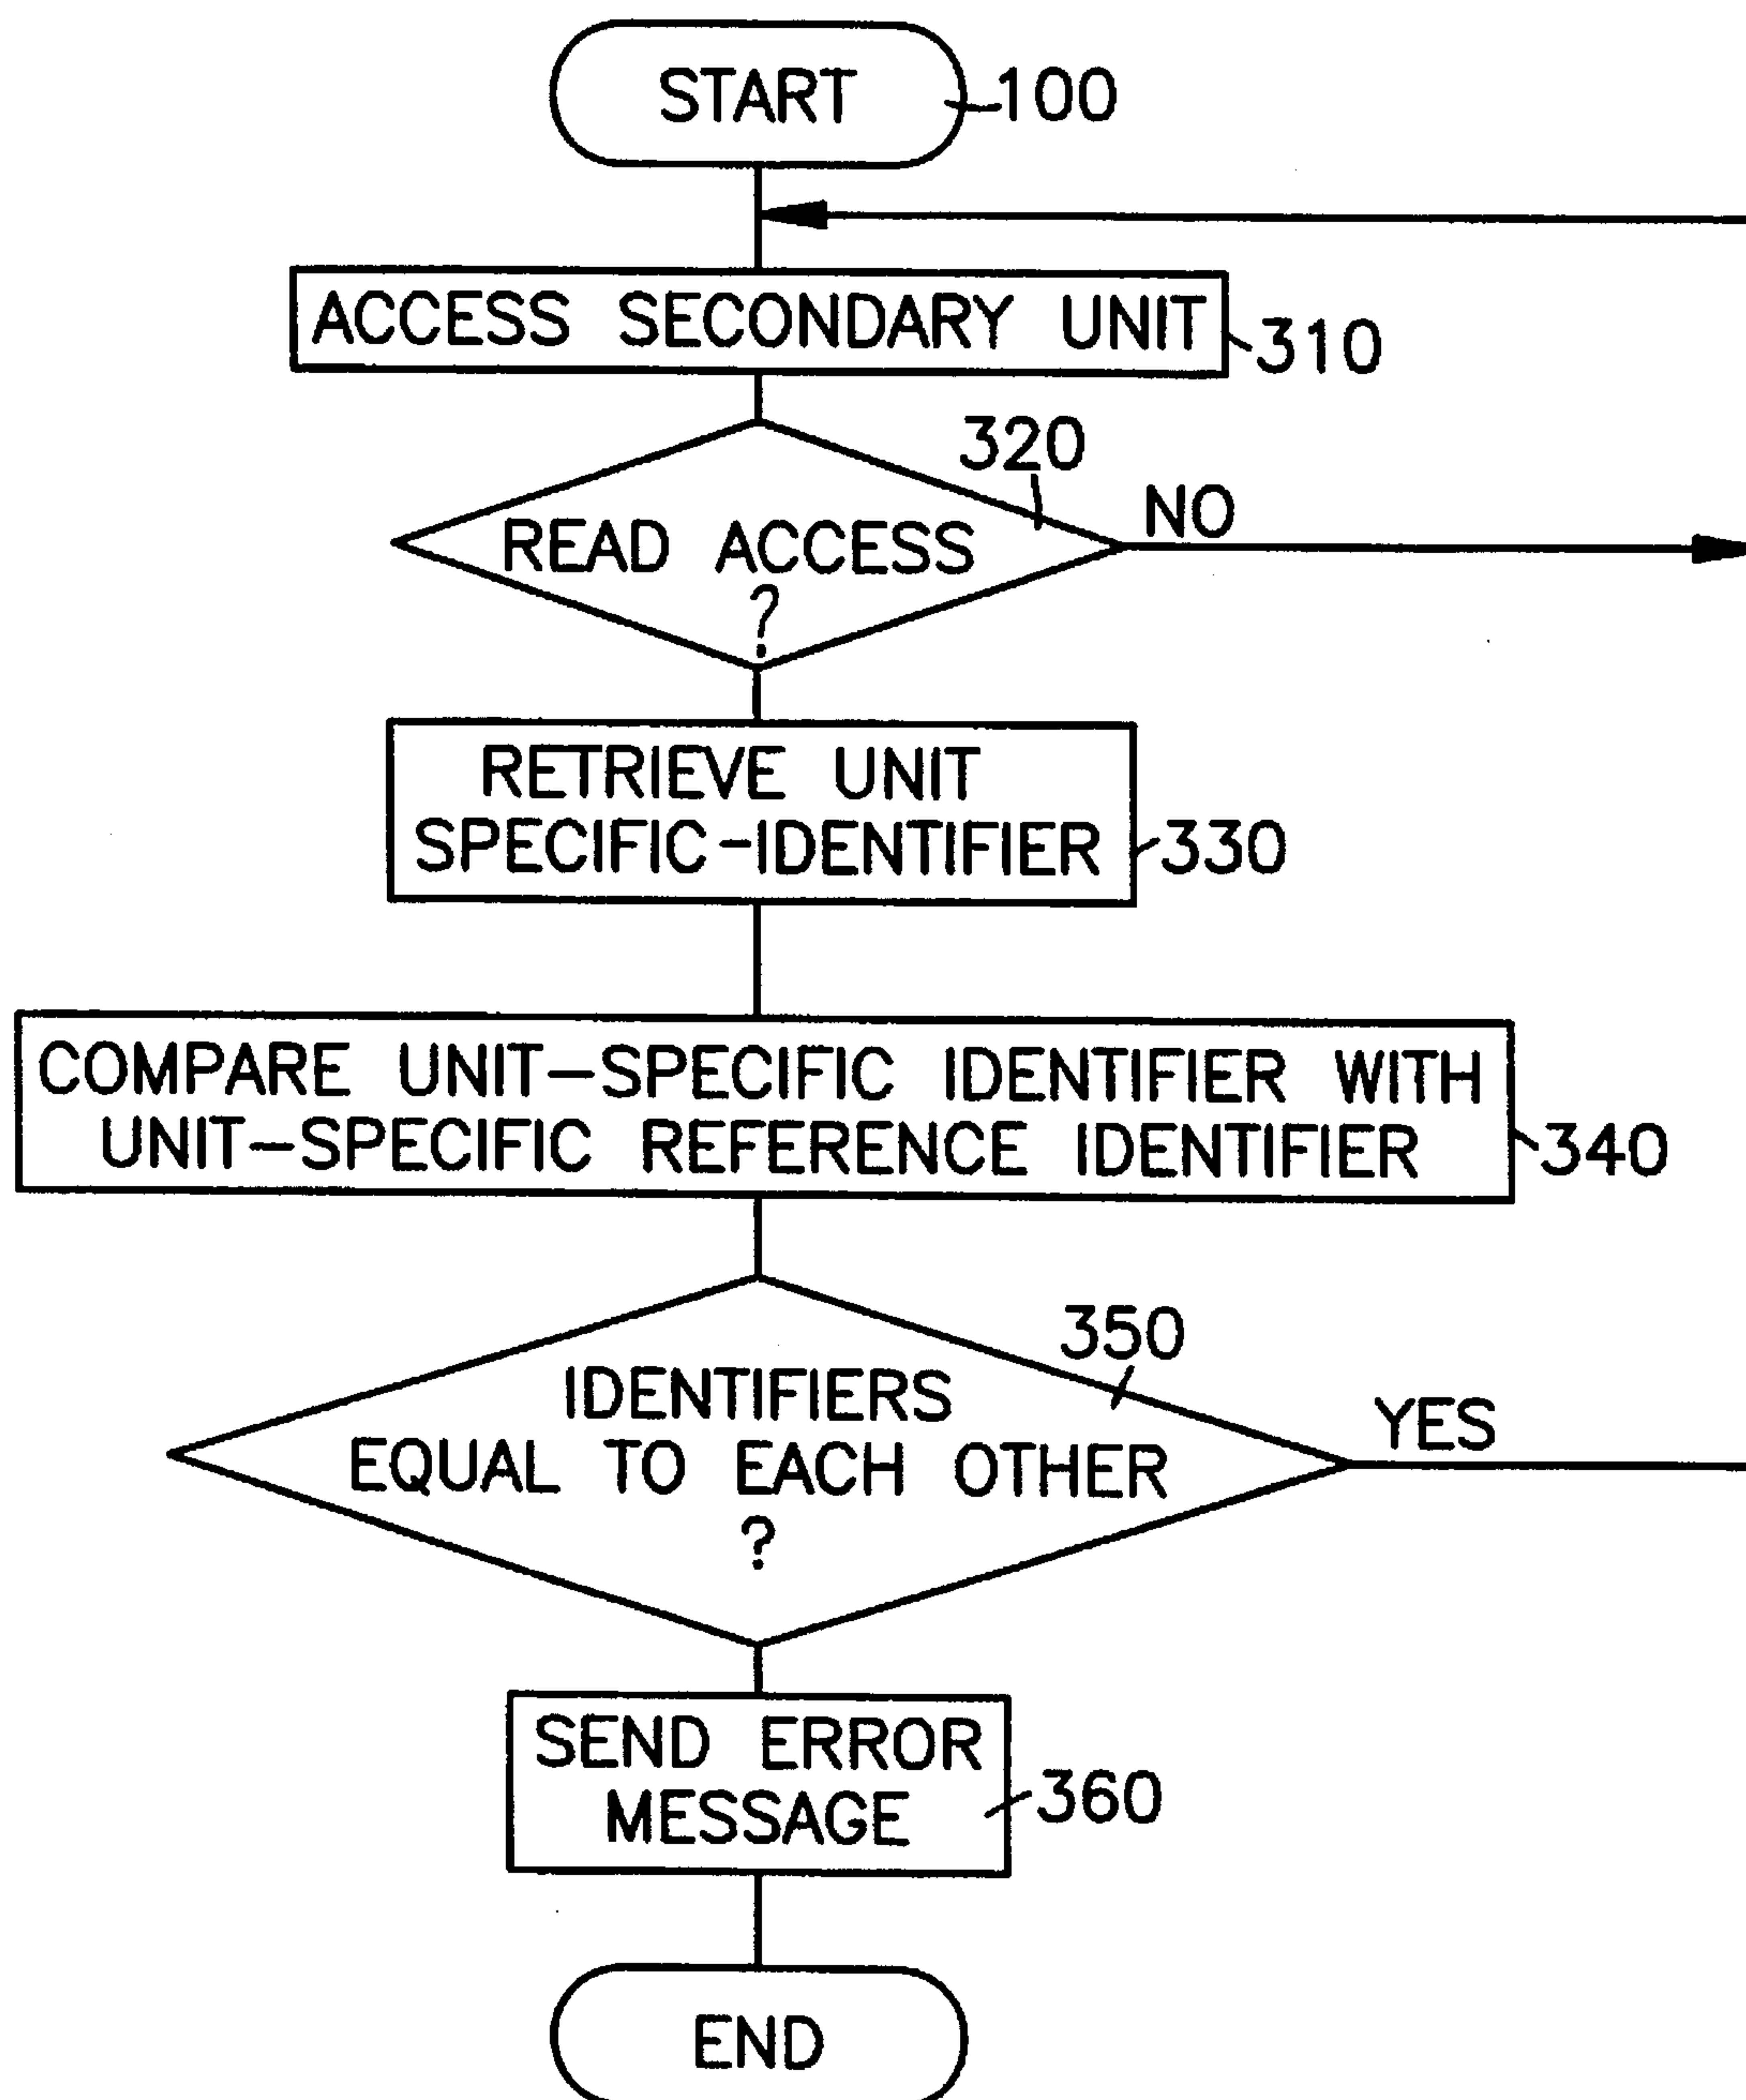 START
100
ACCESS SECONDARY UNIT
310
320
NO
READ ACCESS
?
RETRIEVE UNIT
SPECIFIC-IDENTIFIER
330
COMPARE UNIT-SPECIFIC IDENTIFIER WITH
UNIT-SPECIFIC REFERENCE IDENTIFIER
340
350
IDENTIFIERS
YES
EQUAL TO EACH OTHER
?
SEND ERROR
MESSAGE
360
END